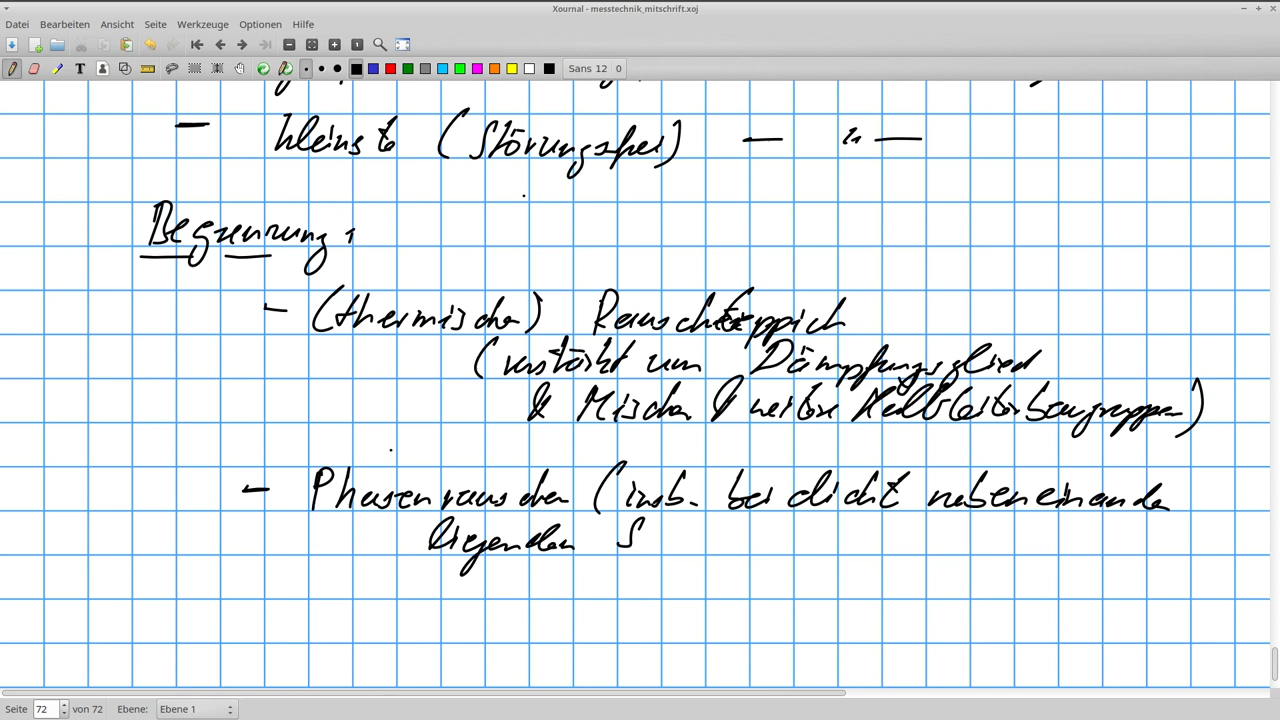 Xournal - messtechnik_mitschrift.xoj
Datei Bearbeiten Ansicht Seite Werkzeuge Optionen Hilfe
Sans 12 0
- kleinste (störungsfrei) — " —
Begrenzung:
- (thermischer) Rauschteppich
(verstärkt um Dämpfungsglied
& Mischer & weitere Halbleiterbaugruppen)
- Phasenrauschen (insb. bei dicht nebeneinander
liegenden S
Seite 72 von 72 Ebene: Ebene 1